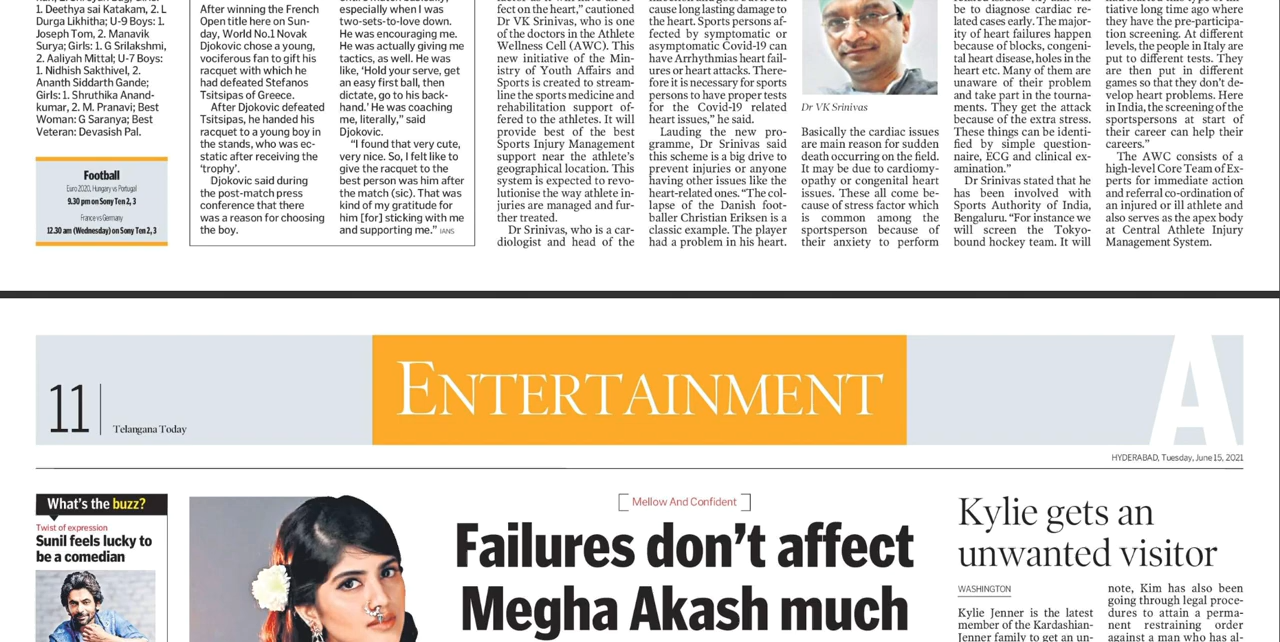 1. Deethya sai Katakam, 2. L
Durga Likhitha; U-9 Boys: 1.
Joseph Tom, 2. Manavik
Surya; Girls: 1. G Srilakshmi,
2. Aaliyah Mittal; U-7 Boys:
1. Nidhish Sakthivel, 2.
Ananth Siddarth Gande;
Girls: 1. Shruthika Anand-
kumar, 2. M. Pranavi; Best
Woman: G Saranya; Best
Veteran: Devasish Pal.
Football
Euro 2020, Hungary vs Portugal
9.30 pm on Sony Ten 2, 3
France vs Germany
12.30 am (Wednesday) on Sony Ten 2, 3
After winning the French
Open title here on Sun-
day, World No.1 Novak
Djokovic chose a young,
vociferous fan to gift his
racquet with which he
had defeated Stefanos
Tsitsipas of Greece.
After Djokovic defeated
Tsitsipas, he handed his
racquet to a young boy in
the stands, who was ec-
static after receiving the
‘trophy’.
Djokovic said during
the post-match press
conference that there
was a reason for choosing
the boy.
especially when I was
two-sets-to-love down.
He was encouraging me.
He was actually giving me
tactics, as well. He was
like, ‘Hold your serve, get
an easy first ball, then
dictate, go to his back-
hand.’ He was coaching
me, literally,” said
Djokovic.
“I found that very cute,
very nice. So, I felt like to
give the racquet to the
best person was him after
the match (sic). That was
kind of my gratitude for
him [for] sticking with me
and supporting me.” IANS
fect on the heart,” cautioned
Dr VK Srinivas, who is one
of the doctors in the Athlete
Wellness Cell (AWC). This
new initiative of the Min-
istry of Youth Affairs and
Sports is created to stream-
line the sports medicine and
rehabilitation support of-
fered to the athletes. It will
provide best of the best
Sports Injury Management
support near the athlete’s
geographical location. This
system is expected to revo-
lutionise the way athlete in-
juries are managed and fur-
ther treated.
Dr Srinivas, who is a car-
diologist and head of the
cause long lasting damage to
the heart. Sports persons af-
fected by symptomatic or
asymptomatic Covid-19 can
have Arrhythmias heart fail-
ures or heart attacks. There-
fore it is necessary for sports
persons to have proper tests
for the Covid-19 related
heart issues,” he said.
Lauding the new pro-
gramme, Dr Srinivas said
this scheme is a big drive to
prevent injuries or anyone
having other issues like the
heart-related ones. “The col-
lapse of the Danish foot-
baller Christian Eriksen is a
classic example. The player
had a problem in his heart.
Dr VK Srinivas
Basically the cardiac issues
are main reason for sudden
death occurring on the field.
It may be due to cardiomy-
opathy or congenital heart
issues. These all come be-
cause of stress factor which
is common among the
sportsperson because of
their anxiety to perform
be to diagnose cardiac re-
lated cases early. The major-
ity of heart failures happen
because of blocks, congeni-
tal heart disease, holes in the
heart etc. Many of them are
unaware of their problem
and take part in the tourna-
ments. They get the attack
because of the extra stress.
These things can be identi-
fied by simple question-
naire, ECG and clinical ex-
amination.”
Dr Srinivas stated that he
has been involved with
Sports Authority of India,
Bengaluru. “For instance we
will screen the Tokyo-
bound hockey team. It will
tiative long time ago where
they have the pre-participa-
tion screening. At different
levels, the people in Italy are
put to different tests. They
are then put in different
games so that they don’t de-
velop heart problems. Here
in India, the screening of the
sportspersons at start of
their career can help their
careers.”
The AWC consists of a
high-level Core Team of Ex-
perts for immediate action
and referral co-ordination of
an injured or ill athlete and
also serves as the apex body
at Central Athlete Injury
Management System.
11
Telangana Today
ENTERTAINMENT
A
HYDERABAD, Tuesday, June 15, 2021
What’s the buzz?
Twist of expression
Sunil feels lucky to
be a comedian
Mellow And Confident
Failures don’t affect
Megha Akash much
Kylie gets an
unwanted visitor
WASHINGTON
Kylie Jenner is the latest
member of the Kardashian-
Jenner family to get an un-
note, Kim has also been
going through legal proce-
dures to attain a perma-
nent restraining order
against a man who has al-